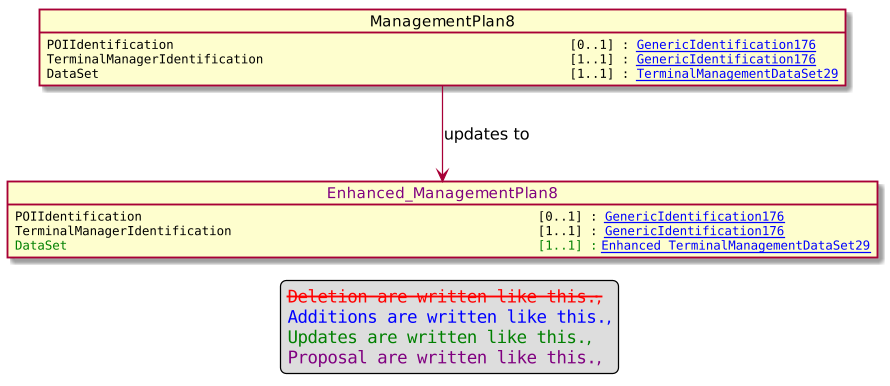 ManagementPlan8
POIIdentification [0..1] : GenericIdentification176
TerminalManagerIdentification [1..1] : GenericIdentification176
DataSet [1..1] : TerminalManagementDataSet29
updates to
Enhanced_ManagementPlan8
POIIdentification [0..1] : GenericIdentification176
TerminalManagerIdentification [1..1] : GenericIdentification176
DataSet [1..1] : Enhanced_TerminalManagementDataSet29
Deletion are written like this.,
Additions are written like this.,
Updates are written like this.,
Proposal are written like this.,